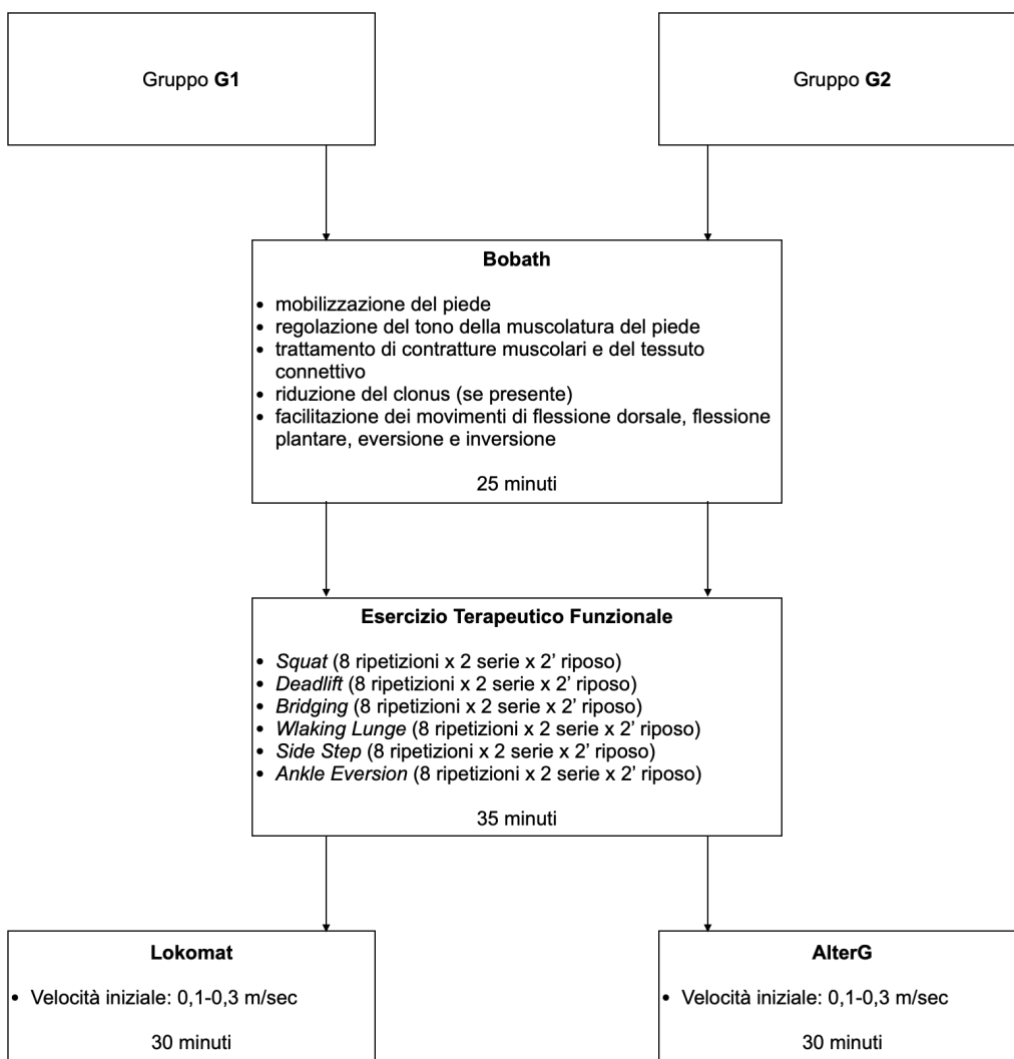 Gruppo G1
Gruppo G2
Bobath
• mobilizzazione del piede
• regolazione del tono della muscolatura del piede
• trattamento di contratture muscolari e del tessuto
connettivo
• riduzione del clonus (se presente)
• facilitazione dei movimenti di flessione dorsale, flessione
plantare, eversione e inversione
25 minuti
Esercizio Terapeutico Funzionale
• Squat (8 ripetizioni x 2 serie x 2’ riposo)
• Deadlift (8 ripetizioni x 2 serie x 2’ riposo)
• Bridging (8 ripetizioni x 2 serie x 2’ riposo)
• Wlaking Lunge (8 ripetizioni x 2 serie x 2’ riposo)
• Side Step (8 ripetizioni x 2 serie x 2’ riposo)
• Ankle Eversion (8 ripetizioni x 2 serie x 2’ riposo)
35 minuti
Lokomat
• Velocità iniziale: 0,1-0,3 m/sec
30 minuti
AlterG
• Velocità iniziale: 0,1-0,3 m/sec
30 minuti